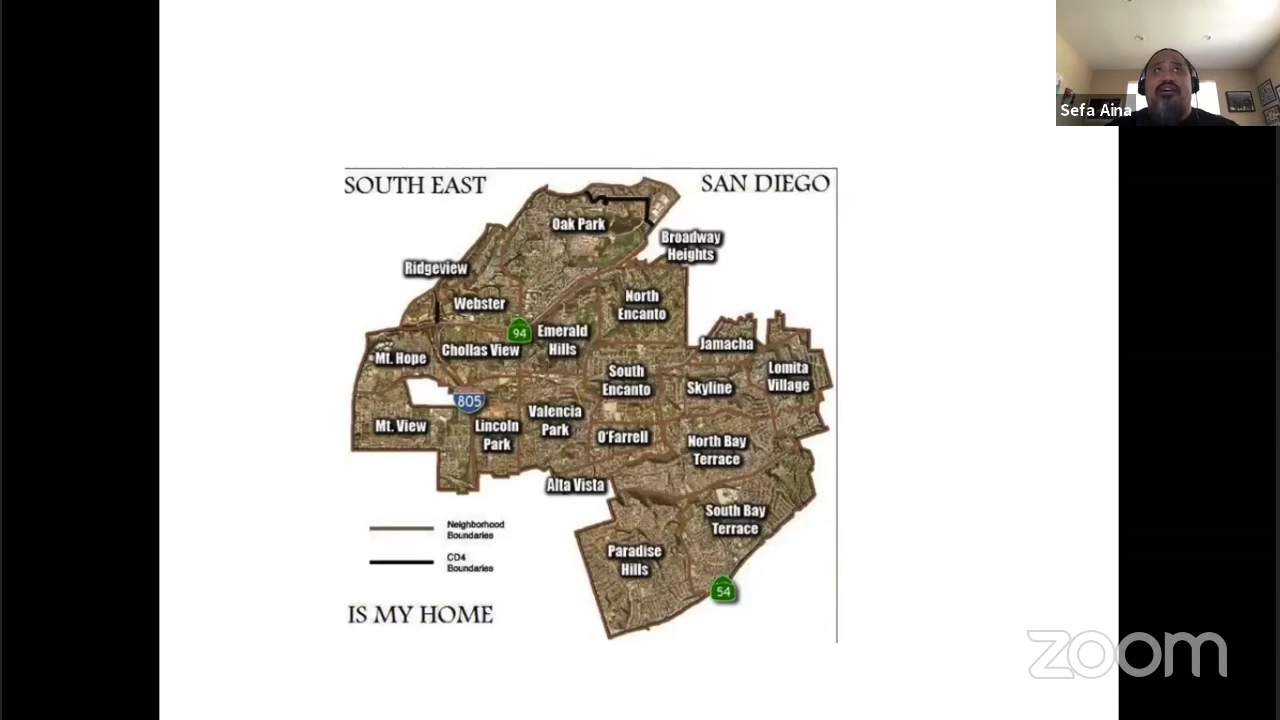 Sefa Aina
SOUTH EAST
SAN DIEGO
Oak Park
Broadway
Heights
Ridgeview
Webster
North
Encanto
94
Emerald
Hills
Jamacha
Mt. Hope
Chollas View
South
Encanto
Skyline
Lomita
Village
805
Valencia
Park
Mt. View
Lincoln
Park
O'Farrell
North Bay
Terrace
Alta Vista
South Bay
Terrace
Neighborhood
Boundaries
CD4
Boundaries
Paradise
Hills
54
IS MY HOME
zoom